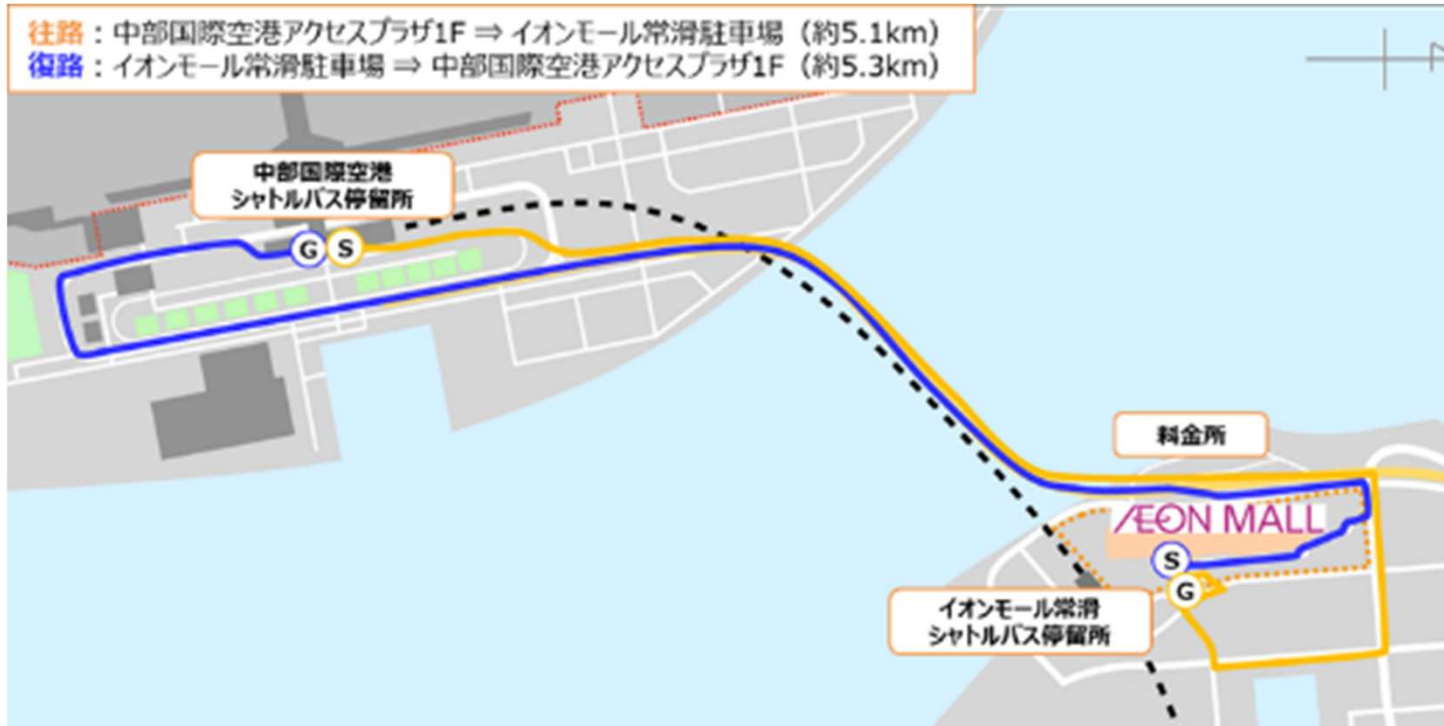 往路：中部国際空港アクセスプラザ1F ⇒ イオンモール常滑駐車場（約5.1km）
復路：イオンモール常滑駐車場 ⇒ 中部国際空港アクセスプラザ1F（約5.3km）
中部国際空港
シャトルバス停留所
G S
料金所
ÆON MALL
S
G
イオンモール常滑
シャトルバス停留所